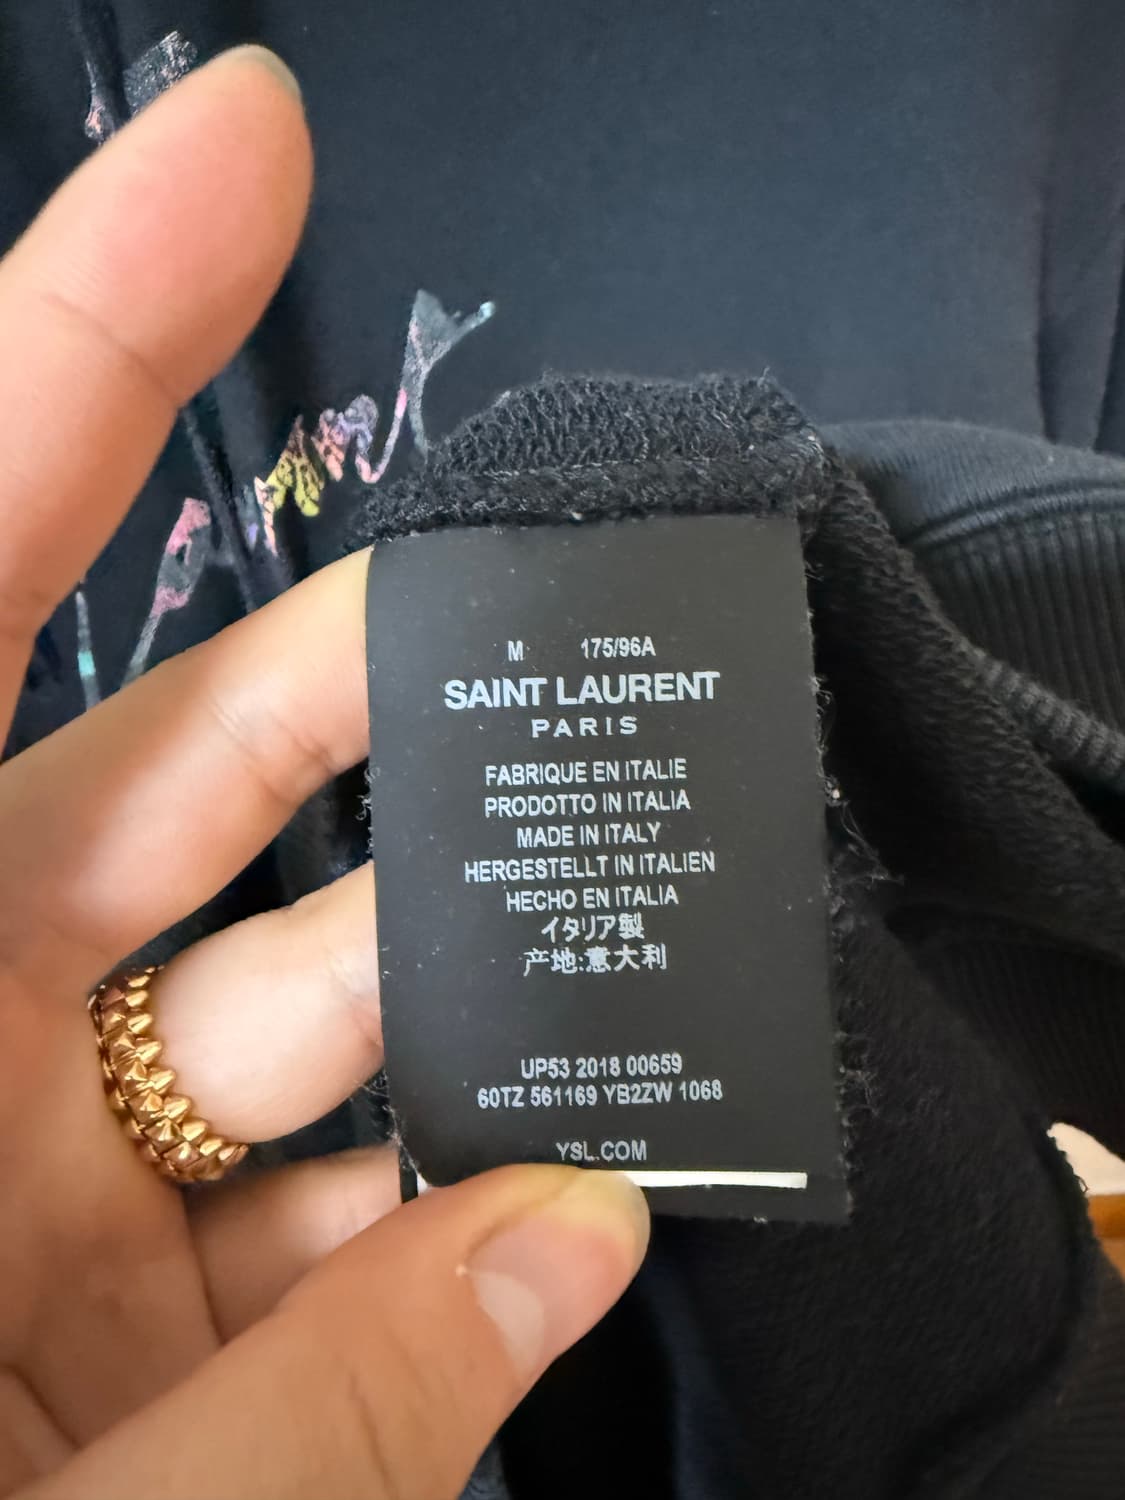 M 175/96A
SAINT LAURENT
PARIS
FABRIQUE EN ITALIE
PRODOTTO IN ITALIA
MADE IN ITALY
HERGESTELLT IN ITALIEN
HECHO EN ITALIA
イタリア製
产地:意大利
UP53 2018 00659
60TZ 561169 YB2ZW 1068
YSL.COM